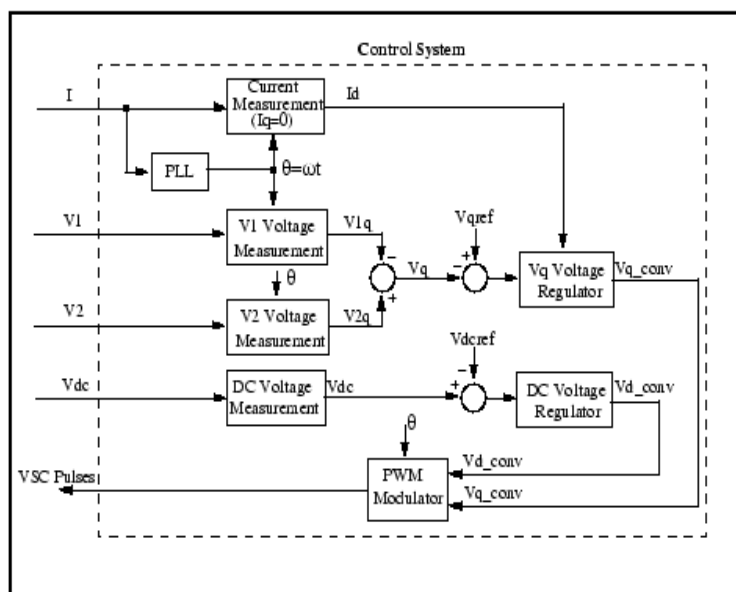 Control System
I
Current
Measurement
(Iq=0)
Id
PLL
θ=ωt
V1
V1 Voltage
Measurement
V1q
Vqref
−
+
−
Vq
Vq Voltage
Regulator
Vq_conv
θ
+
V2
V2 Voltage
Measurement
V2q
Vdcref
−
+
Vdc
DC Voltage
Measurement
Vdc
DC Voltage
Regulator
Vd_conv
θ
VSC Pulses
PWM
Modulator
Vd_conv
Vq_conv